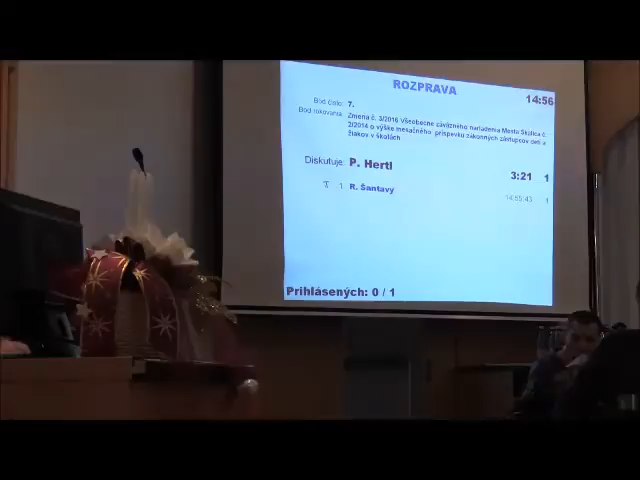 ROZPRAVA
14:56
Bod číslo: 7.
Bod rokovania: Zmena č. 3/2016 Všeobecne záväzného nariadenia Mesta Skalica č.
2/2014 o výške mesačného príspevku zákonných zástupcov detí a
žiakov v školách
Diskutuje: P. Hertl
3:21 1
1 R. Šantavy
14:55:43 1
Prihlásených: 0 / 1